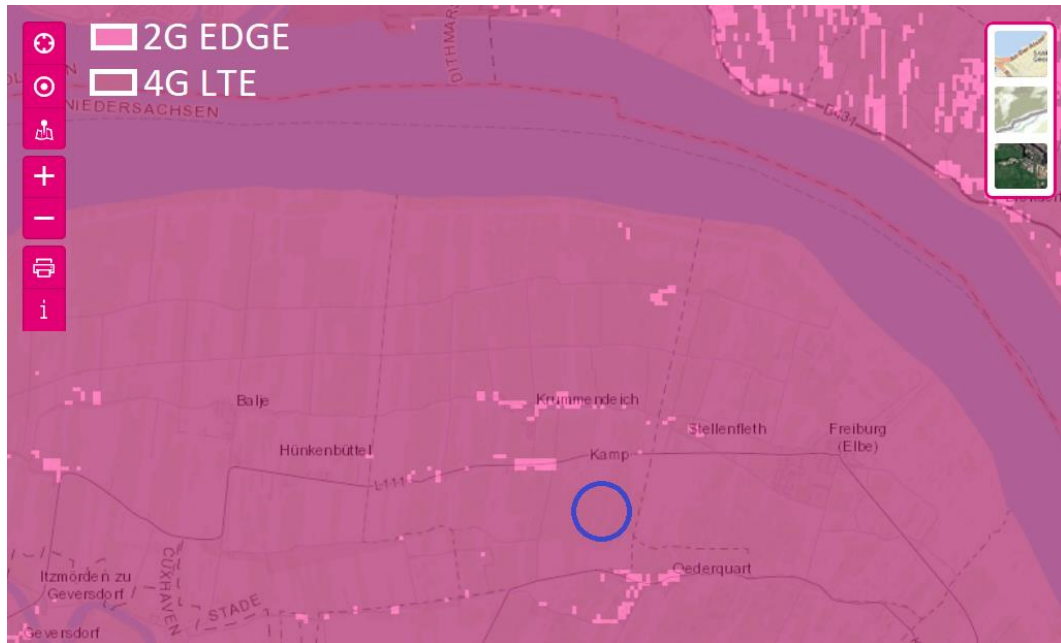 2G EDGE
4G LTE
NIEDERSACHSEN
DITHMAR
B431
Balje
Krummendeich
Stellenfleth
Freiburg
(Elbe)
Hünkenbüttel
Kamp
L111
Itzmörden zu
Geversdorf
CUXHAVEN
STADE
Oederquart
Geversdorf
i